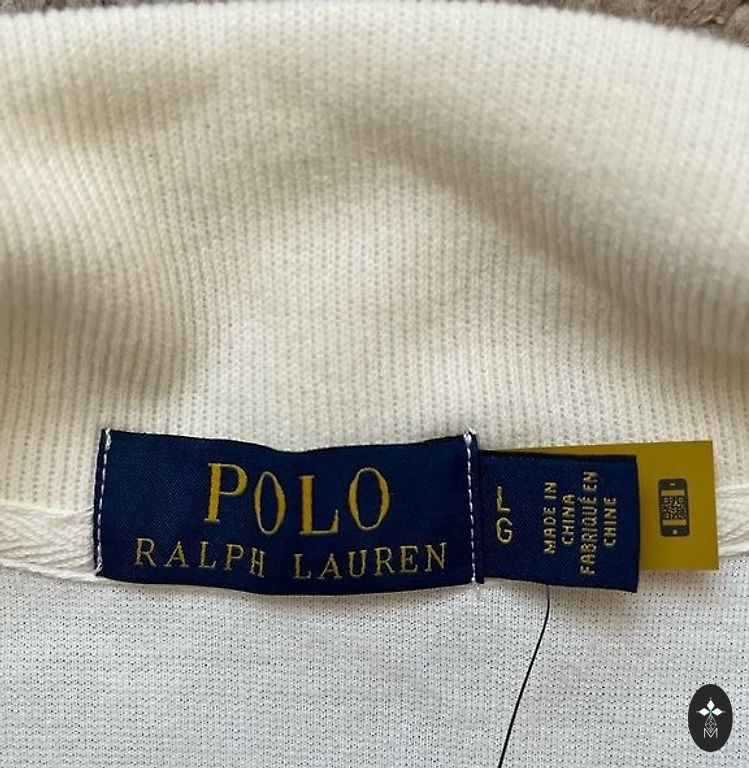 POLO
RALPH LAUREN
L
G
MADE IN
CHINA
FABRIQUÉ EN
CHINE
M